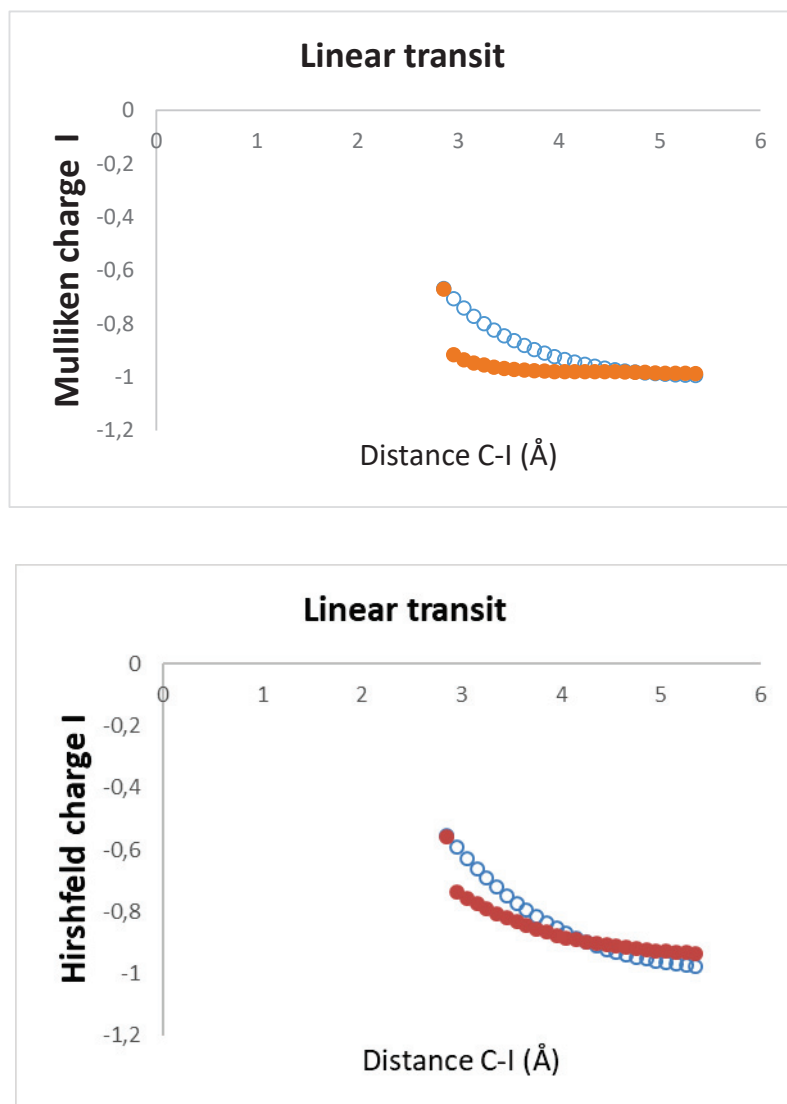 Linear transit
0
0 1 2 3 4 5 6
-0,2
-0,4
-0,6
-0,8
-1
-1,2
Mulliken charge I
Distance C-I (Å)
Linear transit
0
0 1 2 3 4 5 6
-0,2
-0,4
-0,6
-0,8
-1
-1,2
Hirshfeld charge I
Distance C-I (Å)